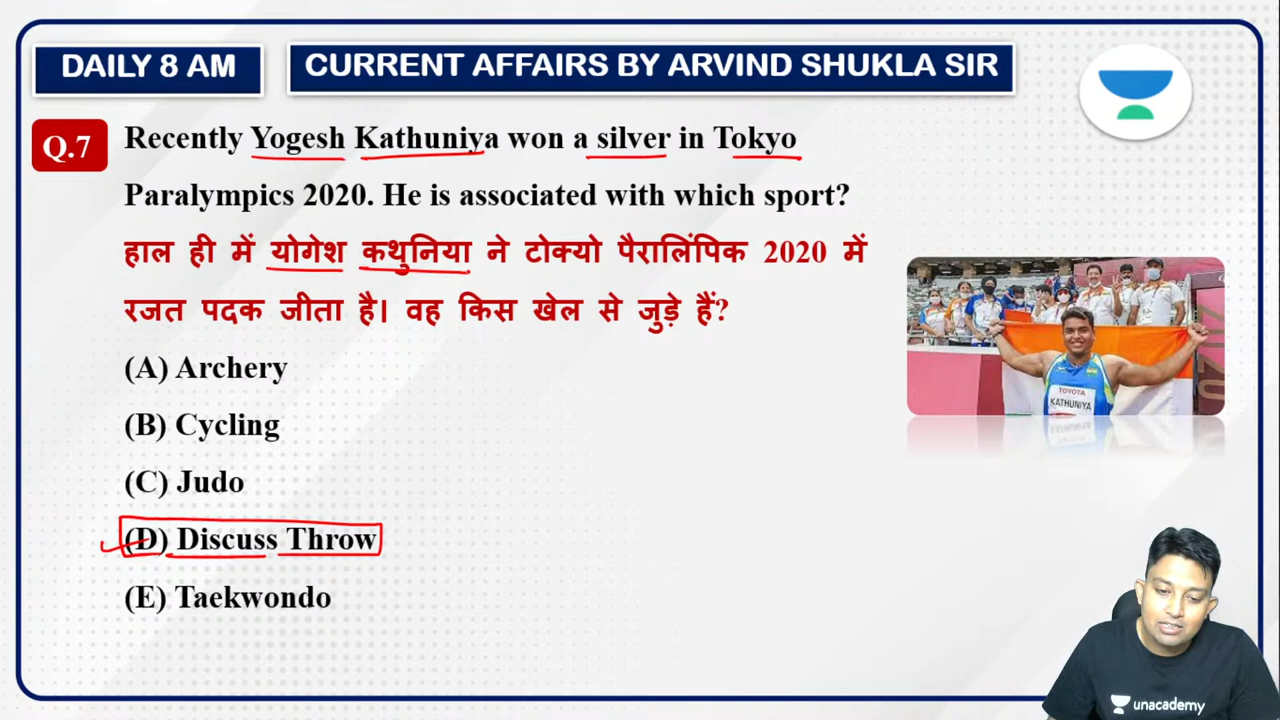 DAILY 8 AM
CURRENT AFFAIRS BY ARVIND SHUKLA SIR
Q.7
Recently Yogesh Kathuniya won a silver in Tokyo
Paralympics 2020. He is associated with which sport?
हाल ही में योगेश कथुनिया ने टोक्यो पैरालिंपिक 2020 में
रजत पदक जीता है। वह किस खेल से जुड़े हैं?
(A) Archery
(B) Cycling
(C) Judo
(D) Discuss Throw
(E) Taekwondo
TOYOTA
KATHUNIYA
unacademy